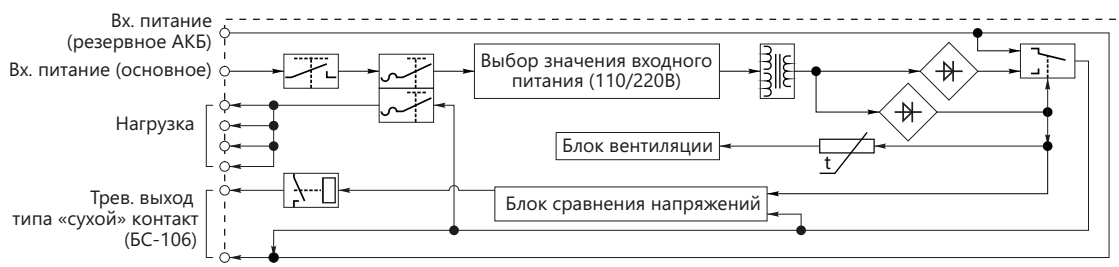 Вх. питание
(резервное АКБ)
Вх. питание (основное)
Выбор значения входного
питания (110/220В)
Нагрузка
Блок вентиляции
t
Трев. выход
типа «сухой» контакт
(БС-106)
Блок сравнения напряжений